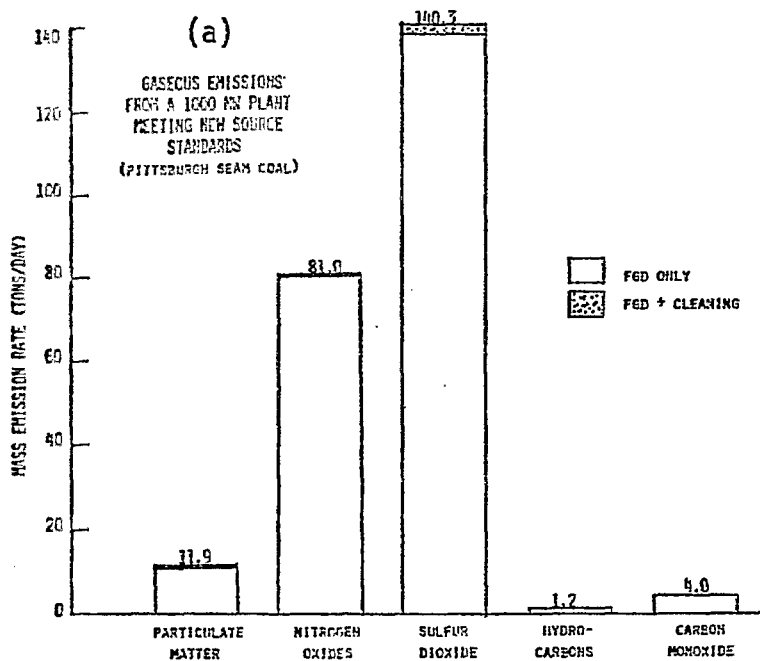 (a)
GASEOUS EMISSIONS
FROM A 1000 MW PLANT
MEETING NEW SOURCE
STANDARDS
(PITTSBURGH SEAM COAL)
MASS EMISSION RATE (TONS/DAY)
140
120
100
80
60
40
20
0
11.9
81.0
140.3
1.2
4.0
FGD ONLY
FGD + CLEANING
PARTICULATE
MATTER
NITROGEN
OXIDES
SULFUR
DIOXIDE
HYDRO-
CARBONS
CARBON
MONOXIDE